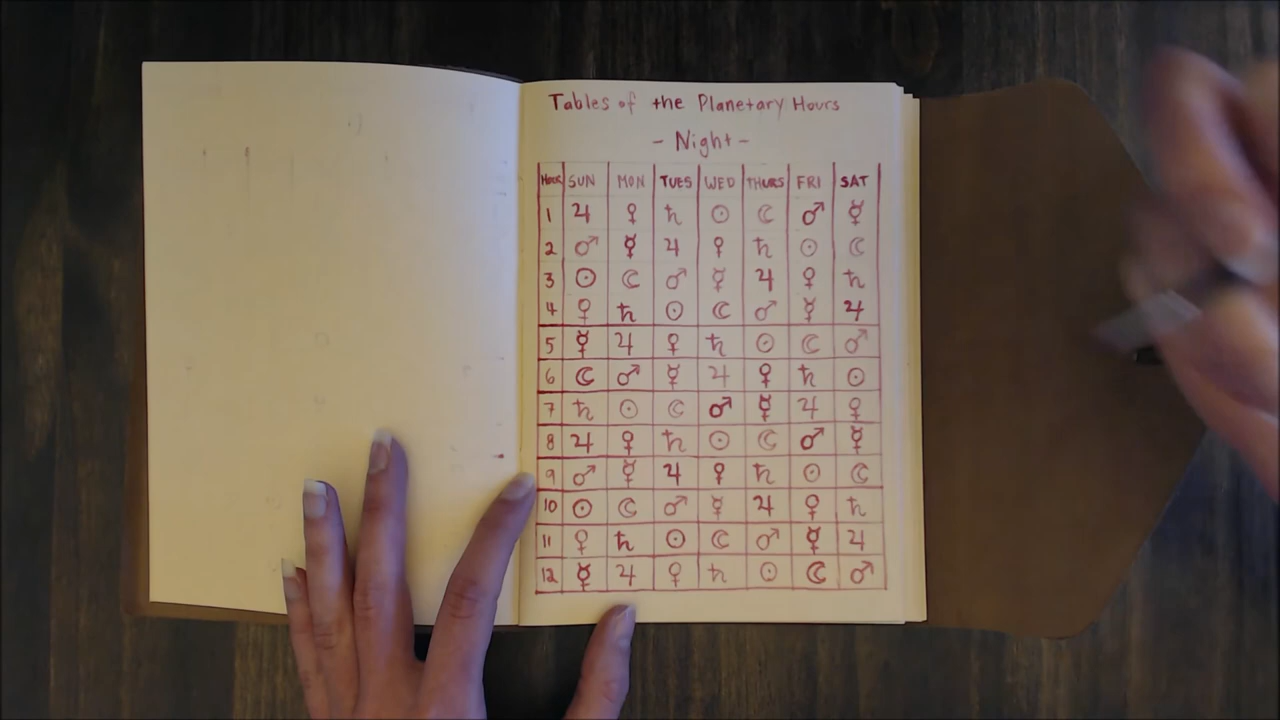 Tables of the Planetary Hours
- Night -
HOUR SUN MON TUES WED THURS FRI SAT
1 ♃ ♀ ♄ ☉ ☾ ♂ ☿
2 ♂ ☿ ♃ ♀ ♄ ☉ ☾
3 ☉ ☾ ♂ ☿ ♃ ♀ ♄
4 ♀ ♄ ☉ ☾ ♂ ☿ ♃
5 ☿ ♃ ♀ ♄ ☉ ☾ ♂
6 ☾ ♂ ☿ ♃ ♀ ♄ ☉
7 ♄ ☉ ☾ ♂ ☿ ♃ ♀
8 ♃ ♀ ♄ ☉ ☾ ♂ ☿
9 ♂ ☿ ♃ ♀ ♄ ☉ ☾
10 ☉ ☾ ♂ ☿ ♃ ♀ ♄
11 ♀ ♄ ☉ ☾ ♂ ☿ ♃
12 ☿ ♃ ♀ ♄ ☉ ☾ ♂